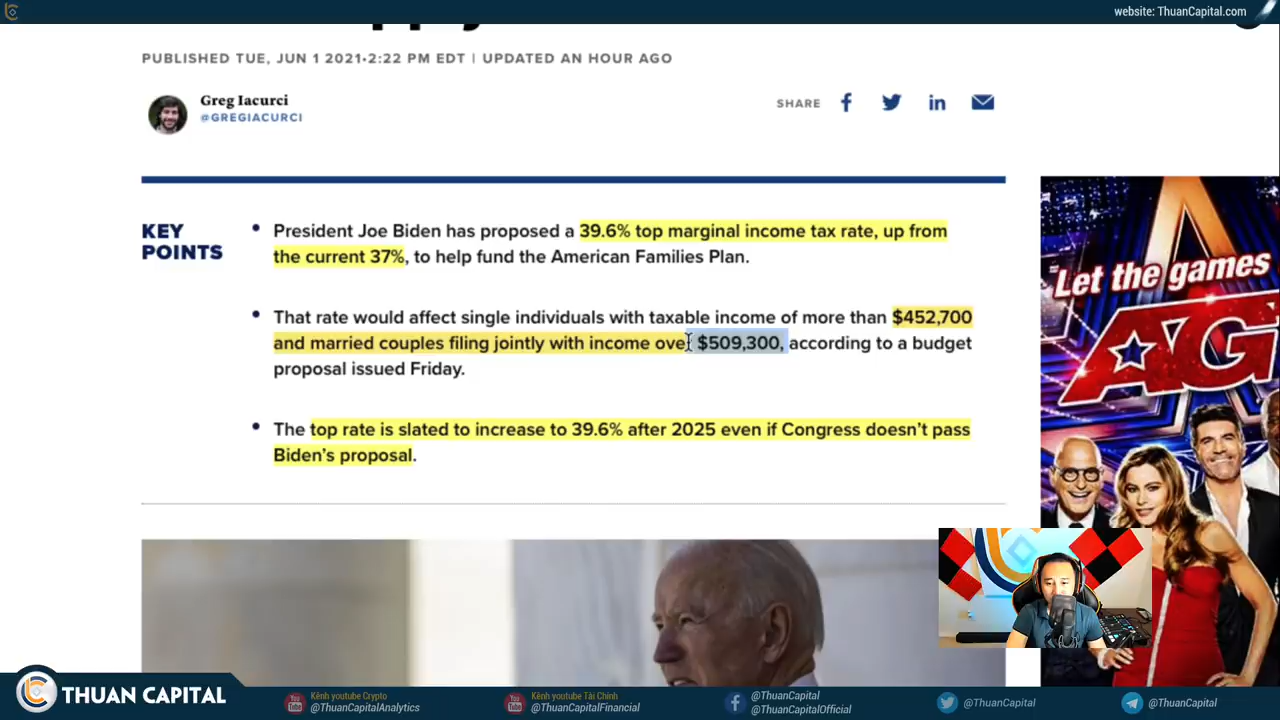 website: ThuanCapital.com
PUBLISHED TUE, JUN 1 2021•2:22 PM EDT | UPDATED AN HOUR AGO
Greg Iacurci
@GREGIACURCI
SHARE
KEY
POINTS
• President Joe Biden has proposed a 39.6% top marginal income tax rate, up from
the current 37%, to help fund the American Families Plan.
• That rate would affect single individuals with taxable income of more than $452,700
and married couples filing jointly with income over $509,300, according to a budget
proposal issued Friday.
• The top rate is slated to increase to 39.6% after 2025 even if Congress doesn't pass
Biden's proposal.
Let the games
AG
THUAN CAPITAL
Kênh youtube Crypto
@ThuanCapitalAnalytics
Kênh youtube Tài Chính
@ThuanCapitalFinancial
@ThuanCapital
@ThuanCapitalOfficial
@ThuanCapital
@ThuanCapital